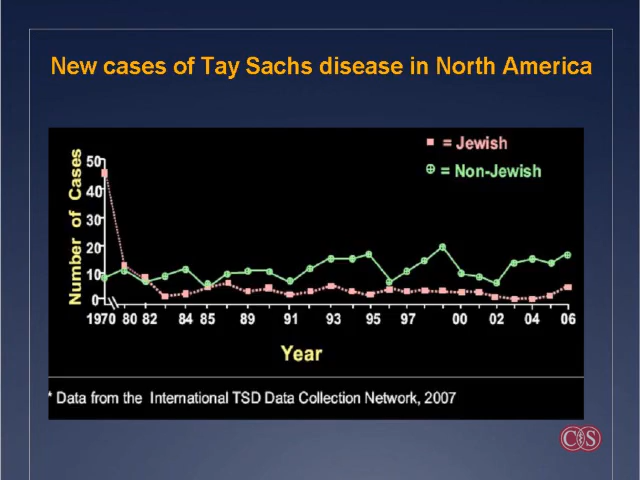 New cases of Tay Sachs disease in North America
= Jewish
= Non-Jewish
Number of Cases
50
40
30
20
10
0
1970 80 82 84 85 89 91 93 95 97 00 02 04 06
Year
* Data from the International TSD Data Collection Network, 2007
CS